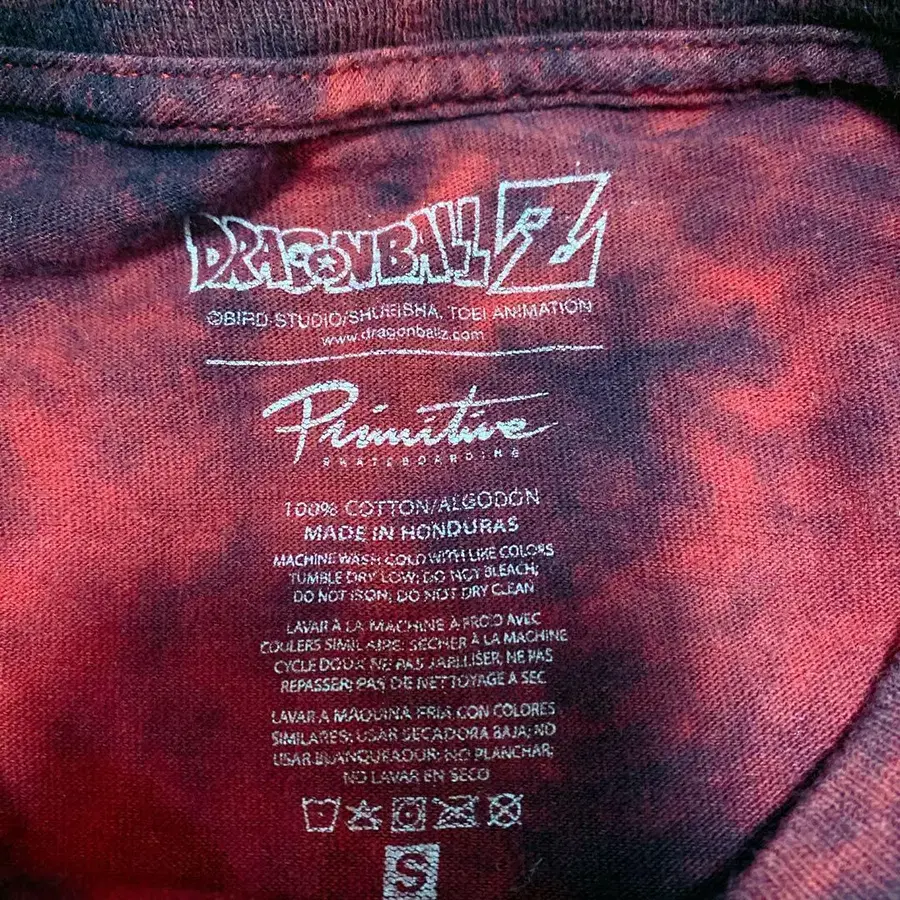 DRAGONBALL Z
©BIRD STUDIO/SHUEISHA, TOEI ANIMATION
www.dragonballz.com
Primitive
SKATEBOARDING
100% COTTON/ALGODÓN
MADE IN HONDURAS
MACHINE WASH COLD WITH LIKE COLORS
TUMBLE DRY LOW; DO NOT BLEACH;
DO NOT IRON; DO NOT DRY CLEAN
LAVAR À LA MACHINE À FROID AVEC
COULERS SIMILAIRE; SÉCHER À LA MACHINE
CYCLE DOUX NE PAS JARLLISER; NE PAS
REPASSER; PAS DE NETTOYAGE A SEC
LAVAR A MAQUINA FRIA CON COLORES
SIMILARES; USAR SECADORA BAJA; NO
USAR BLANQUEADOR; NO PLANCHAR;
NO LAVAR EN SECO
S